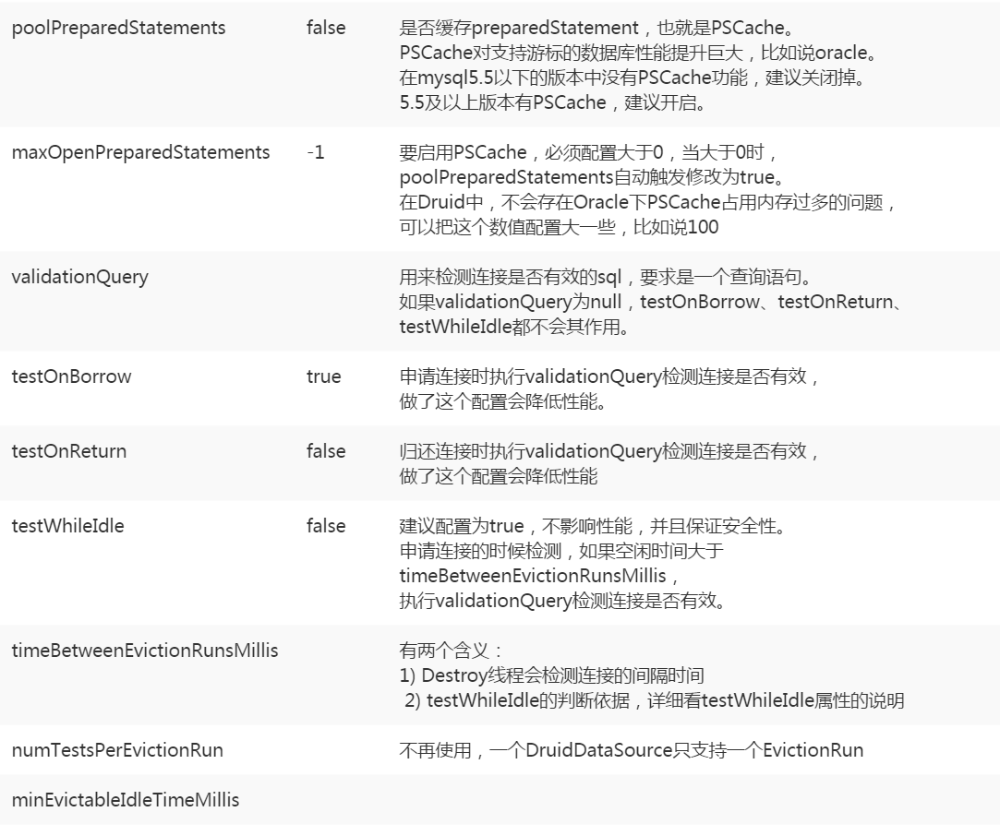 poolPreparedStatements false 是否缓存preparedStatement，也就是PSCache。
PSCache对支持游标的数据库性能提升巨大，比如说oracle。
在mysql5.5以下的版本中没有PSCache功能，建议关闭掉。
5.5及以上版本有PSCache，建议开启。
maxOpenPreparedStatements -1 要启用PSCache，必须配置大于0，当大于0时，
poolPreparedStatements自动触发修改为true。
在Druid中，不会存在Oracle下PSCache占用内存过多的问题，
可以把这个数值配置大一些，比如说100
validationQuery 用来检测连接是否有效的sql，要求是一个查询语句。
如果validationQuery为null，testOnBorrow、testOnReturn、
testWhileIdle都不会其作用。
testOnBorrow true 申请连接时执行validationQuery检测连接是否有效，
做了这个配置会降低性能。
testOnReturn false 归还连接时执行validationQuery检测连接是否有效，
做了这个配置会降低性能
testWhileIdle false 建议配置为true，不影响性能，并且保证安全性。
申请连接的时候检测，如果空闲时间大于
timeBetweenEvictionRunsMillis，
执行validationQuery检测连接是否有效。
timeBetweenEvictionRunsMillis 有两个含义：
1) Destroy线程会检测连接的间隔时间
2) testWhileIdle的判断依据，详细看testWhileIdle属性的说明
numTestsPerEvictionRun 不再使用，一个DruidDataSource只支持一个EvictionRun
minEvictableIdleTimeMillis